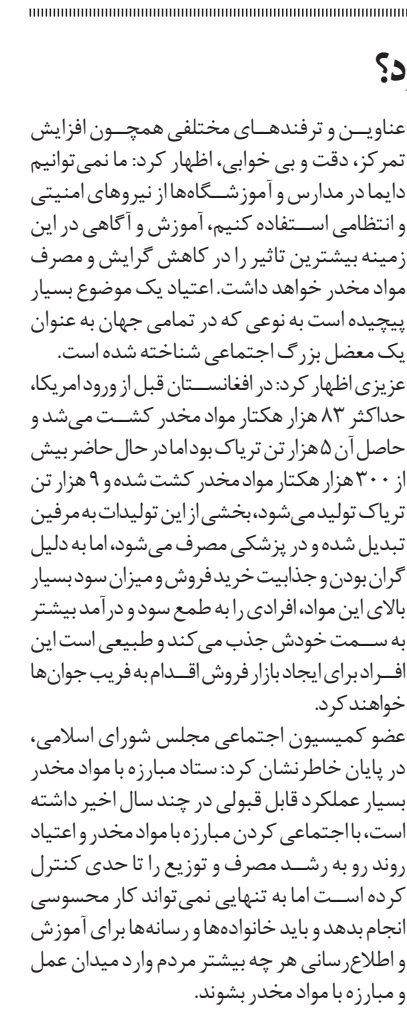 رد؟
عناویـن و ترفندهـای مختلفی همچـون افزایش
تمرکز، دقت و بی خوابی، اظهار کرد: ما نمی‌توانیم
دایما در مدارس و آموزشـگاه‌ها از نیروهای امنیتی
و انتظامی اسـتفاده کنیم، آموزش و آگاهی در این
زمینه بیشترین تاثیر را در کاهش گرایش و مصرف
مواد مخدر خواهد داشت. اعتیاد یک موضوع بسیار
پیچیده است به نوعی که در تمامی جهان به عنوان
یک معضل بزرگ اجتماعی شناخته شده است.
عزیزی اظهار کرد: در افغانسـتان قبل از ورود امریکا،
حداکثر ۸۳ هزار هکتار مواد مخدر کشـت می‌شد و
حاصل آن ۵ هزار تن تریاک بود اما در حال حاضر بیش
از ۳۰۰ هزار هکتار مواد مخدر کشت شده و ۹ هزار تن
تریاک تولید می‌شود، بخشی از این تولیدات به مرفین
تبدیل شده و در پزشکی مصرف می‌شود، اما به دلیل
گران بودن و جذابیت خرید فروش و میزان سود بسیار
بالای این مواد، افرادی را به طمع سود و درآمد بیشتر
به سـمت خودش جذب می‌کند و طبیعی است این
افـراد برای ایجاد بازار فروش اقـدام به فریب جوان‌ها
خواهند کرد.
عضو کمیسیون اجتماعی مجلس شورای اسلامی،
در پایان خاطرنشان کرد: ستاد مبارزه با مواد مخدر
بسیار عملکرد قابل قبولی در چند سال اخیر داشته
است، با اجتماعی کردن مبارزه با مواد مخدر و اعتیاد
روند رو به رشـد مصرف و توزیع را تا حدی کنترل
کرده اسـت اما به تنهایی نمی‌تواند کار محسوسی
انجام بدهد و باید خانواده‌ها و رسانه‌ها برای آموزش
و اطلاع‌رسانی هر چه بیشتر مردم وارد میدان عمل
و مبارزه با مواد مخدر بشوند.